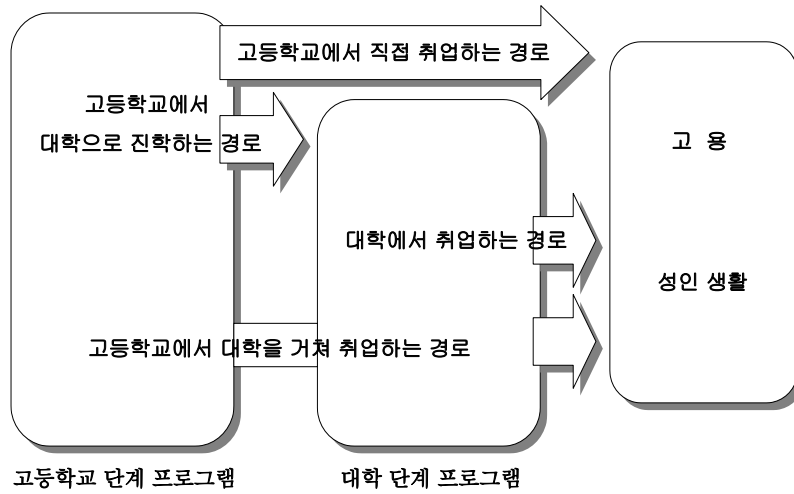 고등학교에서 직접 취업하는 경로
고등학교에서
대학으로 진학하는 경로
고 용
대학에서 취업하는 경로
성인 생활
고등학교에서 대학을 거쳐 취업하는 경로
고등학교 단계 프로그램
대학 단계 프로그램